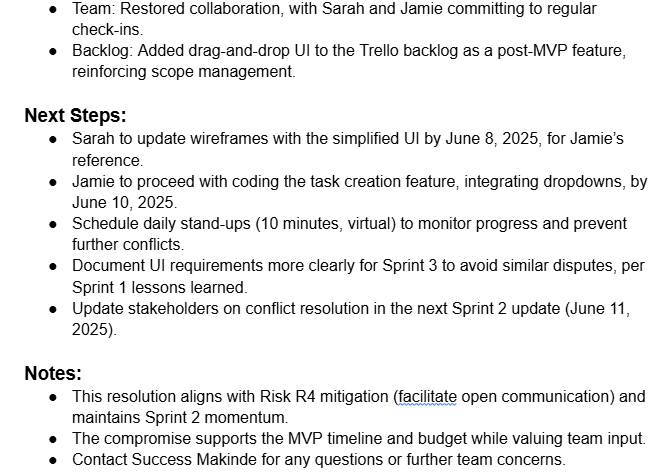 ● Team: Restored collaboration, with Sarah and Jamie committing to regular
check-ins.
● Backlog: Added drag-and-drop UI to the Trello backlog as a post-MVP feature,
reinforcing scope management.
Next Steps:
● Sarah to update wireframes with the simplified UI by June 8, 2025, for Jamie's
reference.
● Jamie to proceed with coding the task creation feature, integrating dropdowns, by
June 10, 2025.
● Schedule daily stand-ups (10 minutes, virtual) to monitor progress and prevent
further conflicts.
● Document UI requirements more clearly for Sprint 3 to avoid similar disputes, per
Sprint 1 lessons learned.
● Update stakeholders on conflict resolution in the next Sprint 2 update (June 11,
2025).
Notes:
● This resolution aligns with Risk R4 mitigation (facilitate open communication) and
maintains Sprint 2 momentum.
● The compromise supports the MVP timeline and budget while valuing team input.
● Contact Success Makinde for any questions or further team concerns.